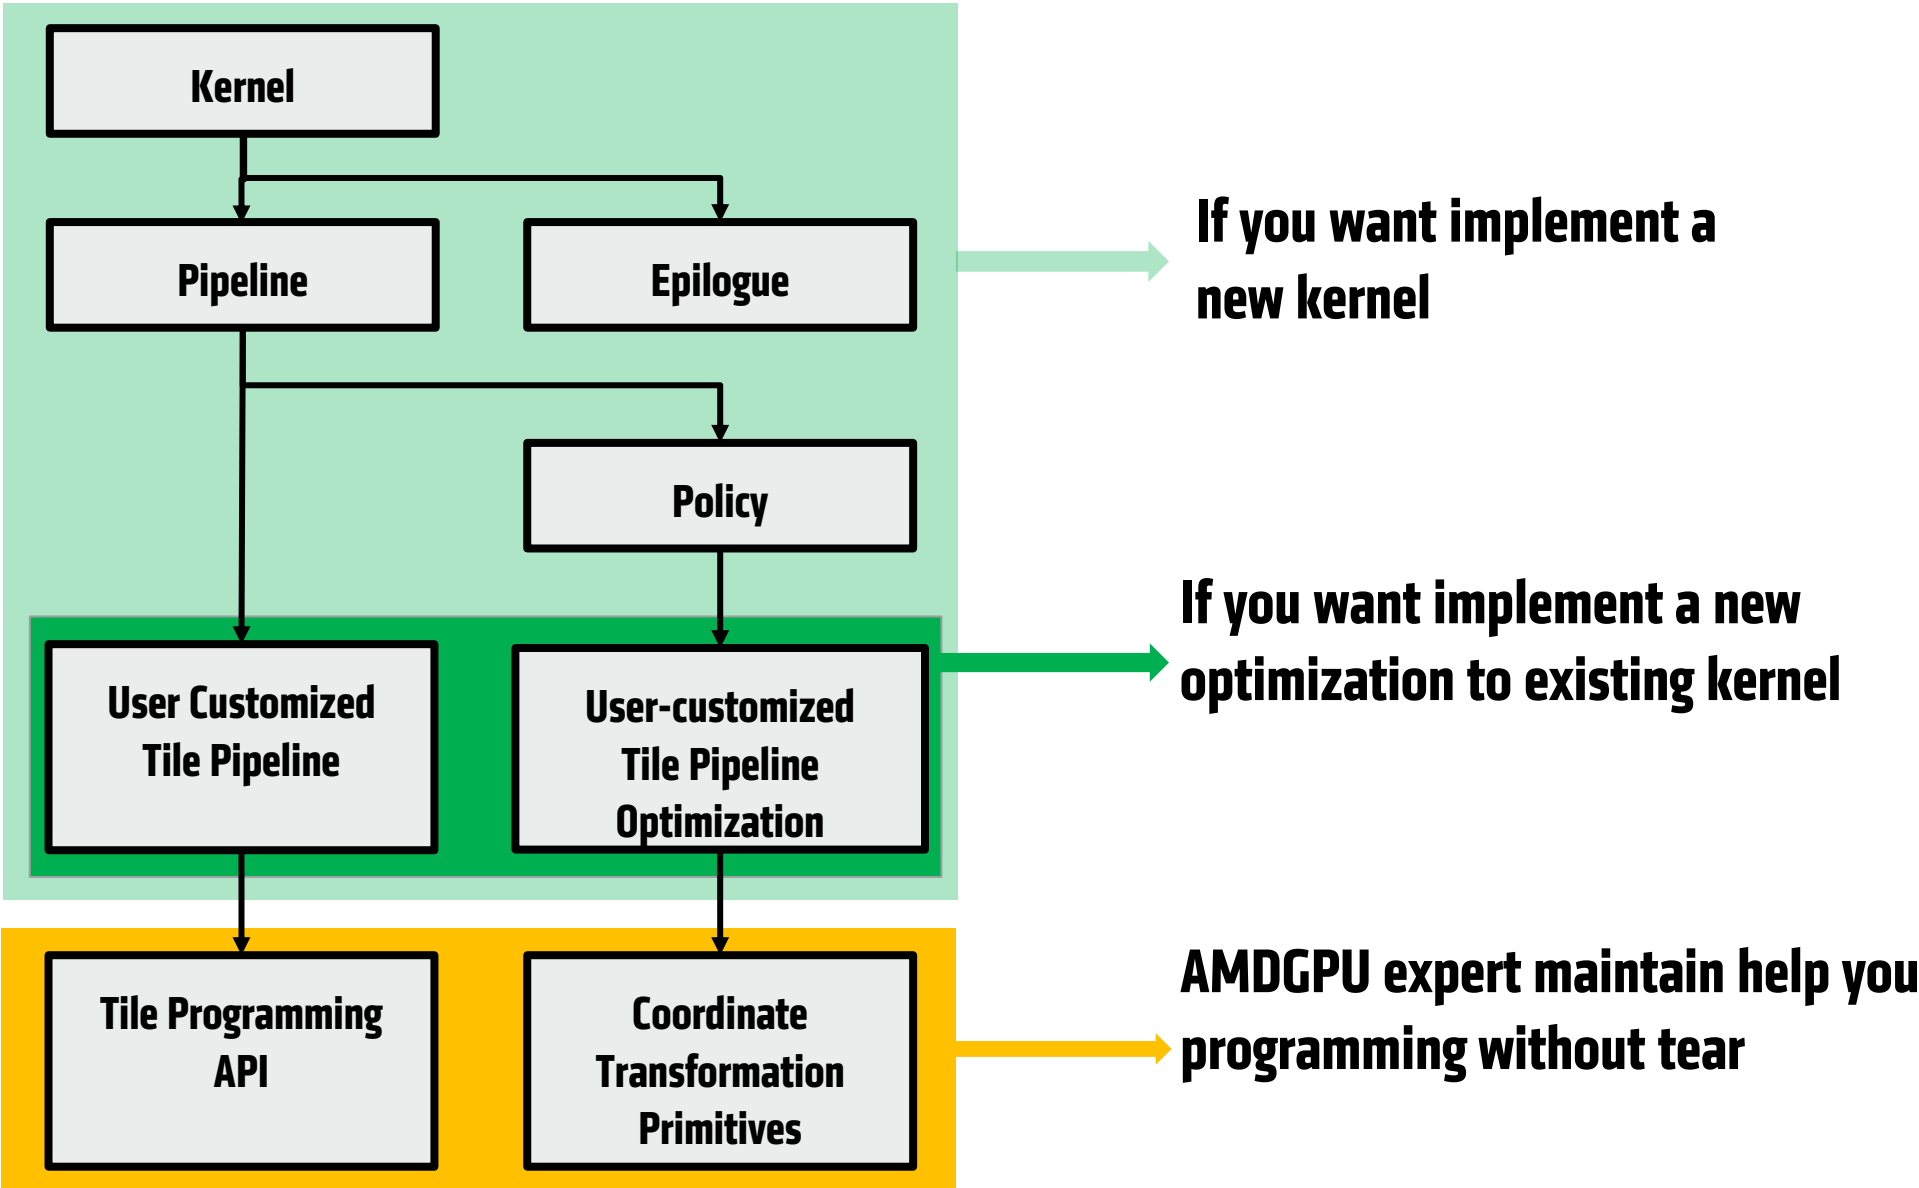 Kernel
Pipeline
Epilogue
If you want implement a
new kernel
Policy
User Customized
Tile Pipeline
User-customized
Tile Pipeline
Optimization
If you want implement a new
optimization to existing kernel
Tile Programming
API
Coordinate
Transformation
Primitives
AMDGPU expert maintain help you
programming without tear